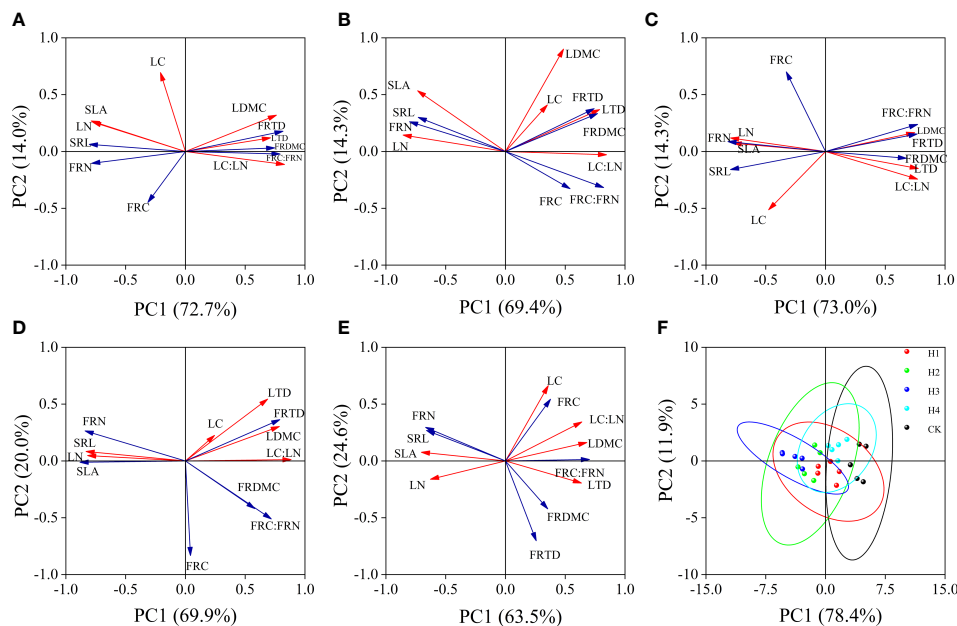 A
PC2 (14.0%)
1.0
0.5
0.0
-0.5
-1.0
LC
SLA
LN
SRL
FRN
FRC
LDMC
FRTD
LTD
FRDMC
FRC:FRN
LC:LN
-1.0 -0.5 0.0 0.5 1.0
PC1 (72.7%)
B
PC2 (14.3%)
1.0
0.5
0.0
-0.5
-1.0
LDMC
SLA
LC
FRTD
LTD
SRL
FRN
FRDMC
LN
LC:LN
FRC
FRC:FRN
-1.0 -0.5 0.0 0.5 1.0
PC1 (69.4%)
C
PC2 (14.3%)
1.0
0.5
0.0
-0.5
-1.0
FRC
FRC:FRN
LN
FRN
SLA
LDMC
FRTD
FRDMC
SRL
LTD
LC:LN
LC
-1.0 -0.5 0.0 0.5 1.0
PC1 (73.0%)
D
PC2 (20.0%)
1.0
0.5
0.0
-0.5
-1.0
FRN
SRL
LN
SLA
LC
LTD
FRTD
LDMC
LC:LN
FRDMC
FRC:FRN
FRC
-1.0 -0.5 0.0 0.5 1.0
PC1 (69.9%)
E
PC2 (24.6%)
1.0
0.5
0.0
-0.5
-1.0
LC
FRC
FRN
SRL
LC:LN
LDMC
LSA
FRC:FRN
LN
LTD
FRDMC
FRTD
-1.0 -0.5 0.0 0.5 1.0
PC1 (63.5%)
F
PC2 (11.9%)
10
5
0
-5
-10
H1
H2
H3
H4
CK
-15.0 -7.5 0.0 7.5 15.0
PC1 (78.4%)